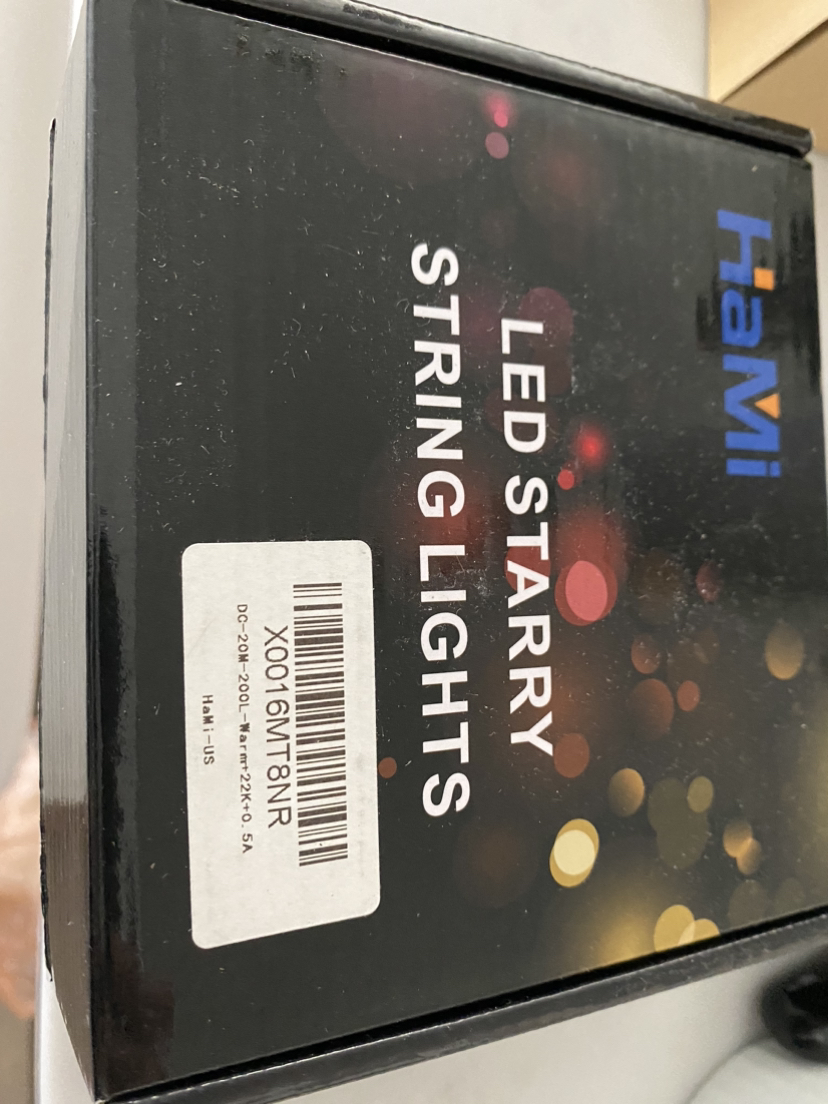 HaMi
LED STARRY
STRING LIGHTS
X0016MT8NR
DC-20M-200L-Warm+22K+0.5A
HaMi-US